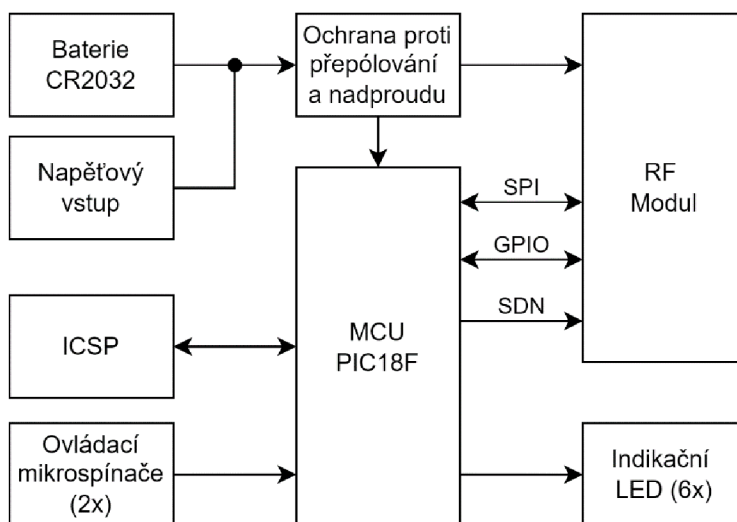 Baterie
CR2032
Ochrana proti
přepólování
a nadproudu
Napěťový
vstup
RF
Modul
SPI
GPIO
SDN
MCU
PIC18F
ICSP
Ovládací
mikrospínače
(2x)
Indikační
LED (6x)